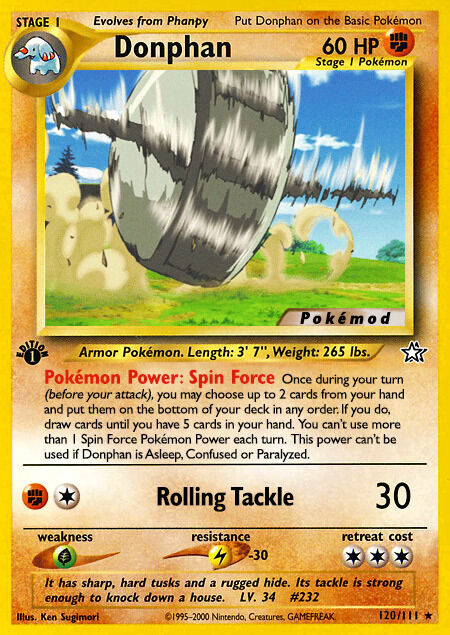 STAGE 1 Evolves from Phanpy Put Donphan on the Basic Pokémon
Donphan 60 HP
Stage 1 Pokémon
Pokémod
EDITION
1
Armor Pokémon. Length: 3' 7", Weight: 265 lbs.
Pokémon Power: Spin Force Once during your turn
(before your attack), you may choose up to 2 cards from your hand
and put them on the bottom of your deck in any order. If you do,
draw cards until you have 5 cards in your hand. You can't use more
than 1 Spin Force Pokémon Power each turn. This power can't be
used if Donphan is Asleep, Confused or Paralyzed.
Rolling Tackle 30
weakness resistance retreat cost
-30
It has sharp, hard tusks and a rugged hide. Its tackle is strong
enough to knock down a house. LV. 34 #232
Illus. Ken Sugimori ©1995-2000 Nintendo, Creatures, GAMEFREAK. 120/111 ★